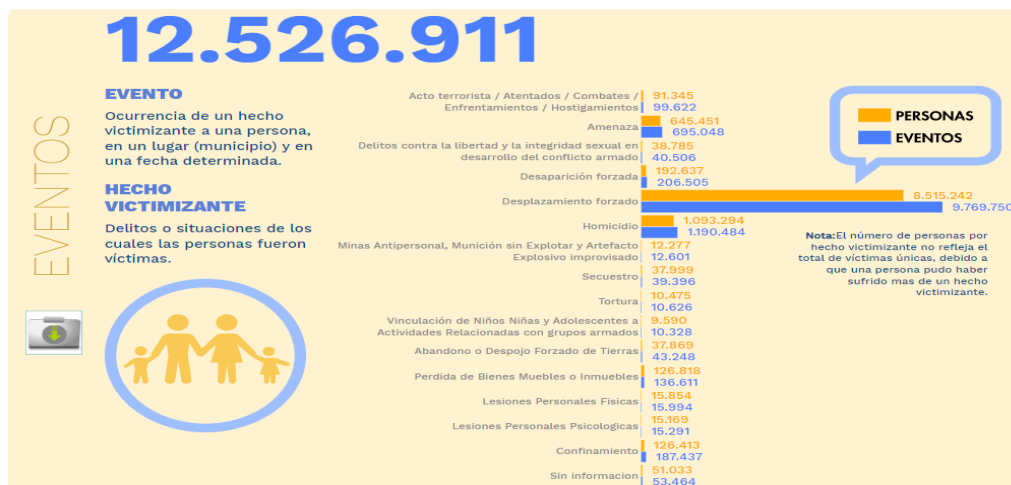 12.526.911
EVENTOS
EVENTO
Ocurrencia de un hecho
victimizante a una persona,
en un lugar (municipio) y en
una fecha determinada.
HECHO
VICTIMIZANTE
Delitos o situaciones de los
cuales las personas fueron
víctimas.
Acto terrorista / Atentados / Combates /
Enfrentamientos / Hostigamientos
91.345
99.622
Amenaza
645.451
695.048
Delitos contra la libertad y la integridad sexual en
desarrollo del conflicto armado
38.785
40.506
Desaparición forzada
192.637
206.505
Desplazamiento forzado
8.515.242
9.769.750
Homicidio
1.093.294
1.190.484
Minas Antipersonal, Munición sin Explotar y Artefacto
Explosivo improvisado
12.277
12.601
Secuestro
37.999
39.396
Tortura
10.475
10.626
Vinculación de Niños Niñas y Adolescentes a
Actividades Relacionadas con grupos armados
9.590
10.328
Abandono o Despojo Forzado de Tierras
37.869
43.248
Perdida de Bienes Muebles o Inmuebles
126.818
136.611
Lesiones Personales Fisicas
15.854
15.994
Lesiones Personales Psicologicas
15.169
15.291
Confinamiento
126.413
187.437
Sin informacion
51.033
53.464
PERSONAS
EVENTOS
Nota:El número de personas por
hecho victimizante no refleja el
total de víctimas únicas, debido a
que una persona pudo haber
sufrido mas de un hecho
victimizante.